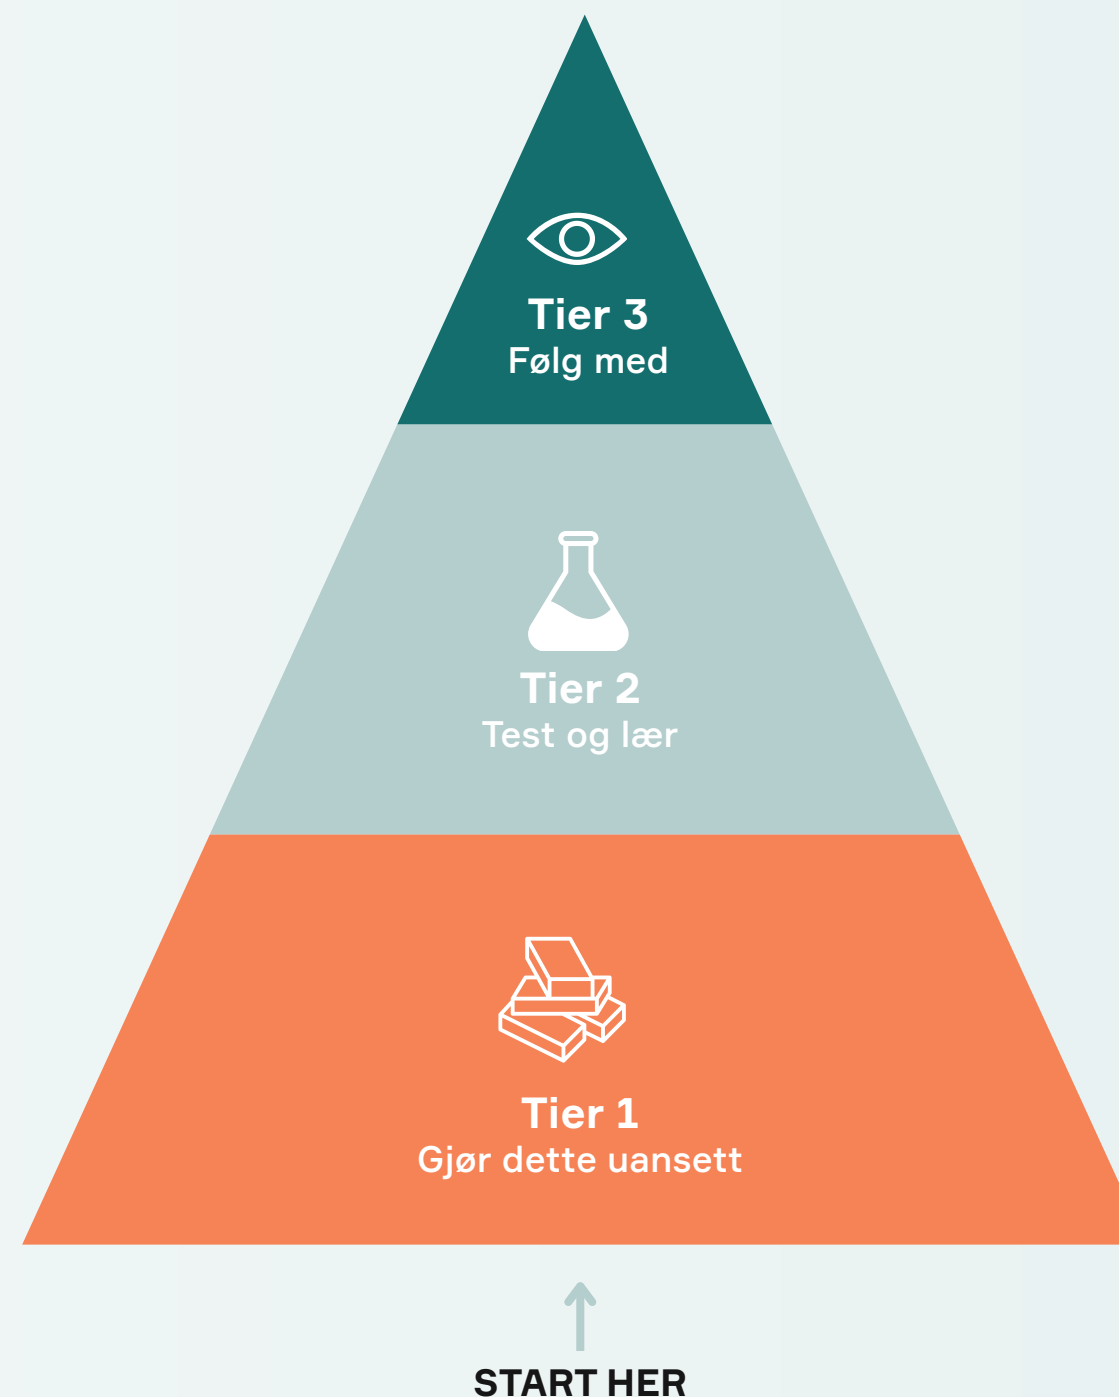 Tier 3
Følg med
Tier 2
Test og lær
Tier 1
Gjør dette uansett
START HER